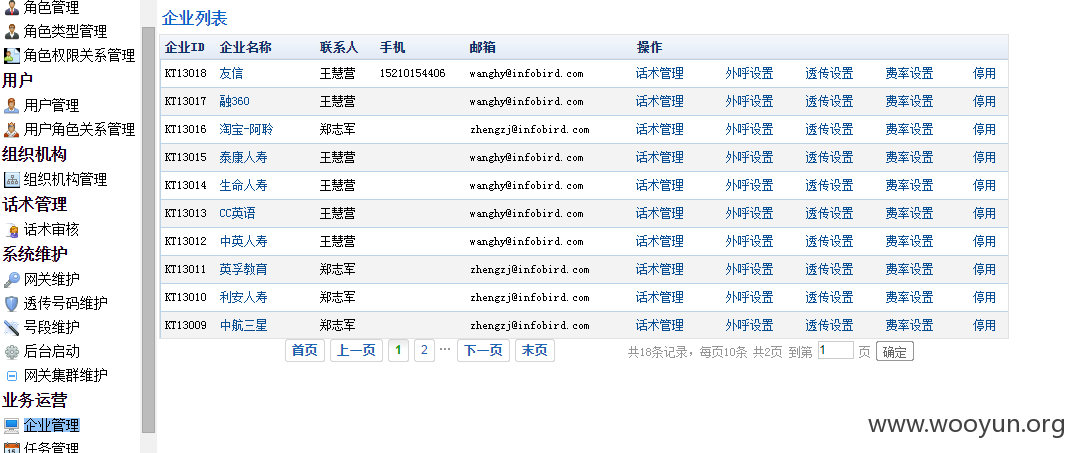 角色管理
角色类型管理
角色权限关系管理
用户
用户管理
用户角色关系管理
组织机构
组织机构管理
话术管理
话术审核
系统维护
网关维护
透传号码维护
号段维护
后台启动
网关集群维护
业务运营
企业管理
任务管理
企业列表
企业ID 企业名称 联系人 手机 邮箱 操作
KT13018 友信 王慧营 15210154406 wanghy@infobird.com 话术管理 外呼设置 透传设置 费率设置 停用
KT13017 融360 王慧营 wanghy@infobird.com 话术管理 外呼设置 透传设置 费率设置 停用
KT13016 淘宝-阿聆 郑志军 zhengzj@infobird.com 话术管理 外呼设置 透传设置 费率设置 停用
KT13015 泰康人寿 王慧营 wanghy@infobird.com 话术管理 外呼设置 透传设置 费率设置 停用
KT13014 生命人寿 王慧营 wanghy@infobird.com 话术管理 外呼设置 透传设置 费率设置 停用
KT13013 CC英语 王慧营 wanghy@infobird.com 话术管理 外呼设置 透传设置 费率设置 停用
KT13012 中英人寿 王慧营 wanghy@infobird.com 话术管理 外呼设置 透传设置 费率设置 停用
KT13011 英孚教育 郑志军 zhengzj@infobird.com 话术管理 外呼设置 透传设置 费率设置 停用
KT13010 利安人寿 郑志军 zhengzj@infobird.com 话术管理 外呼设置 透传设置 费率设置 停用
KT13009 中航三星 郑志军 zhengzj@infobird.com 话术管理 外呼设置 透传设置 费率设置 停用
首页 上一页 1 2 ... 下一页 末页 共18条记录，每页10条 共2页 到第 1 页 确定
www.wooyun.org